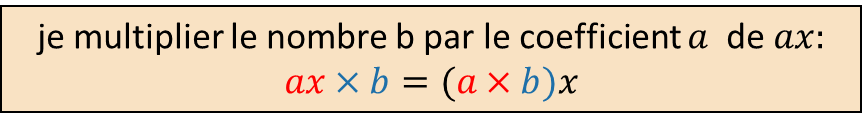 je multiplier le nombre b par le coefficient a de ax:
ax × b = (a × b)x